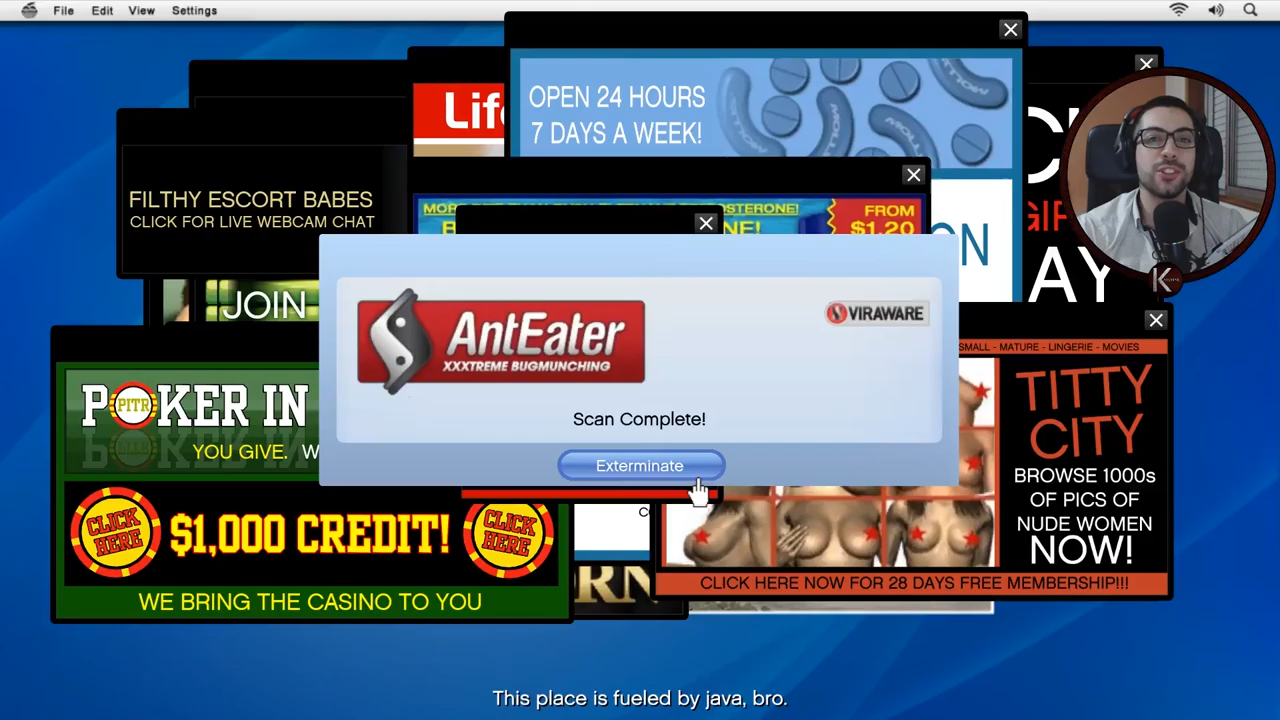 File Edit View Settings
OPEN 24 HOURS
7 DAYS A WEEK!
FILTHY ESCORT BABES
CLICK FOR LIVE WEBCAM CHAT
FROM
$1.20
JOIN
AY
K
AntEater
XXXTREME BUGMUNCHING
VIRAWARE
Scan Complete!
Exterminate
POKER IN
PITR
YOU GIVE. W
CLICK
HERE
$1,000 CREDIT!
CLICK
HERE
WE BRING THE CASINO TO YOU
SMALL - MATURE - LINGERIE - MOVIES
TITTY
CITY
BROWSE 1000s
OF PICS OF
NUDE WOMEN
NOW!
CLICK HERE NOW FOR 28 DAYS FREE MEMBERSHIP!!!
This place is fueled by java, bro.